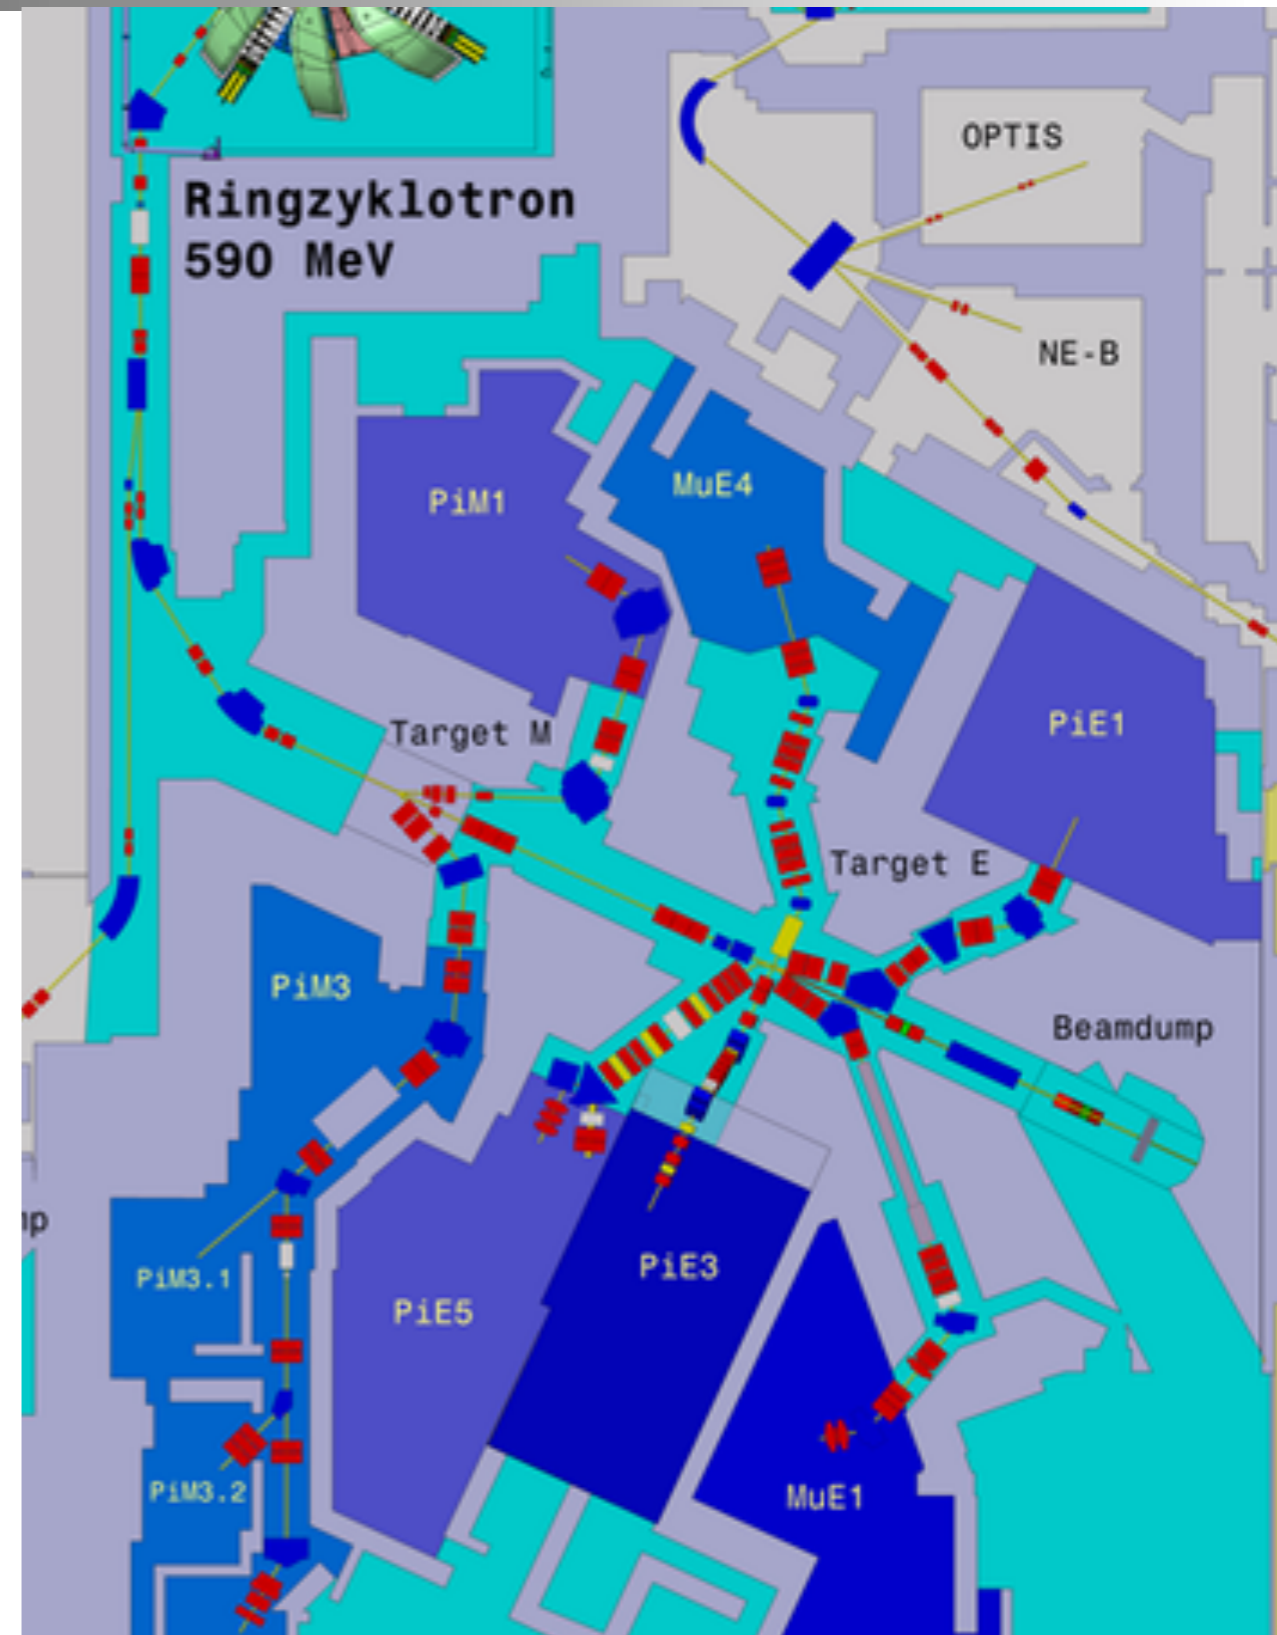 OPTIS
Ringzyklotron
590 MeV
NE-B
MuE4
PiM1
PiE1
Target M
Target E
PiM3
Beamdump
PiE3
PiM3.1
PiE5
PiM3.2
MuE1